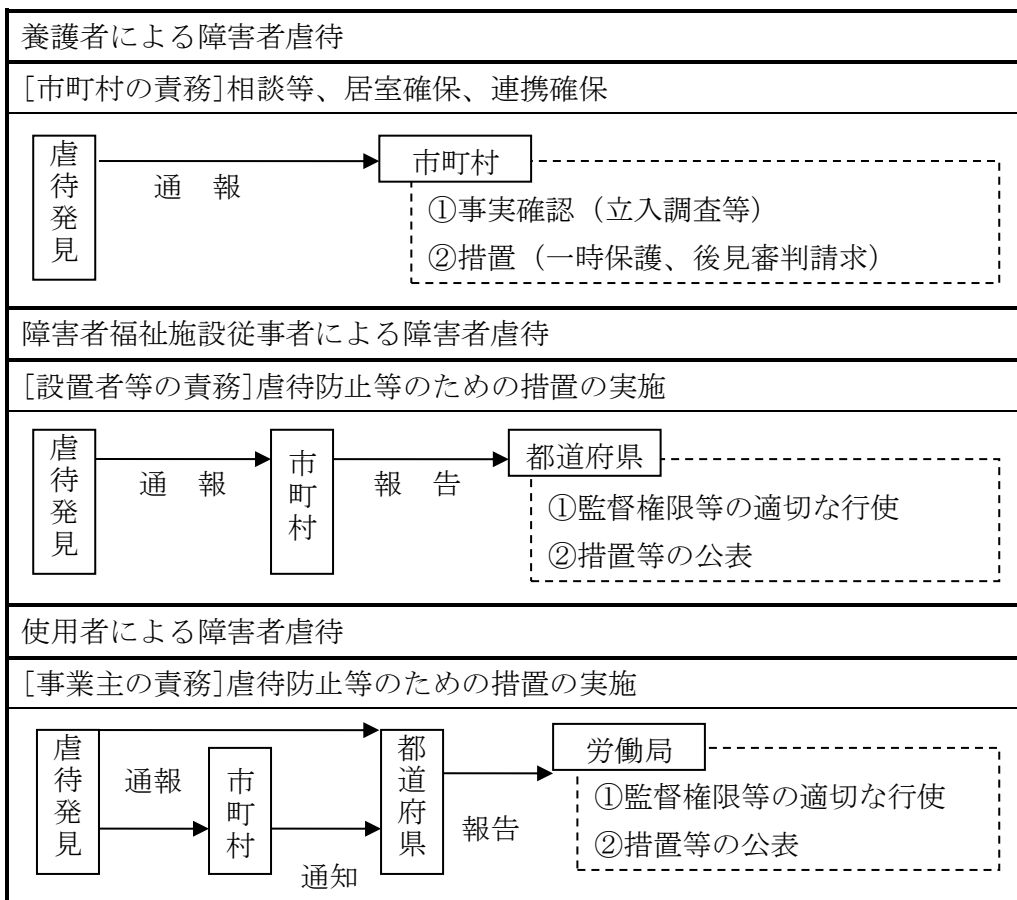 養護者による障害者虐待
[市町村の責務]相談等、居室確保、連携確保
虐待発見
通　報
市町村
①事実確認（立入調査等）
②措置（一時保護、後見審判請求）
障害者福祉施設従事者による障害者虐待
[設置者等の責務]虐待防止等のための措置の実施
虐待発見
通　報
市町村
報　告
都道府県
①監督権限等の適切な行使
②措置等の公表
使用者による障害者虐待
[事業主の責務]虐待防止等のための措置の実施
虐待発見
通報
市町村
通知
都道府県
報告
労働局
①監督権限等の適切な行使
②措置等の公表